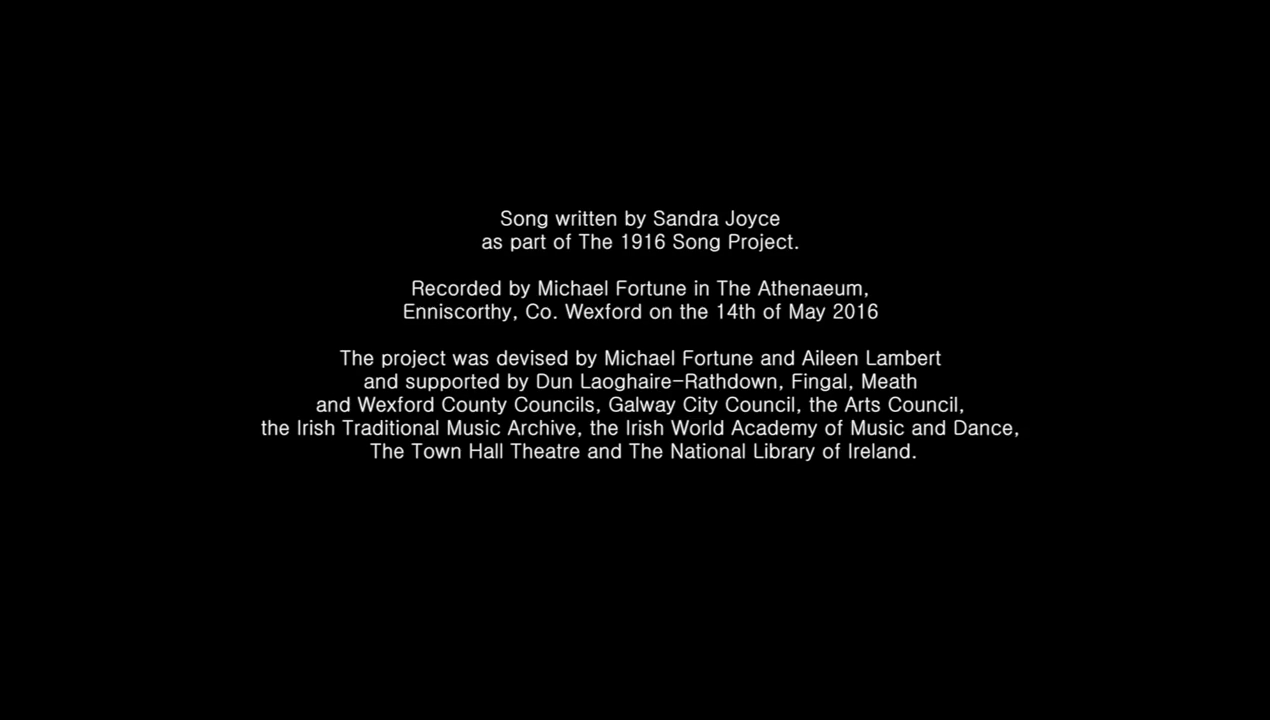 Song written by Sandra Joyce
as part of The 1916 Song Project.
Recorded by Michael Fortune in The Athenaeum,
Enniscorthy, Co. Wexford on the 14th of May 2016
The project was devised by Michael Fortune and Aileen Lambert
and supported by Dun Laoghaire-Rathdown, Fingal, Meath
and Wexford County Councils, Galway City Council, the Arts Council,
the Irish Traditional Music Archive, the Irish World Academy of Music and Dance,
The Town Hall Theatre and The National Library of Ireland.